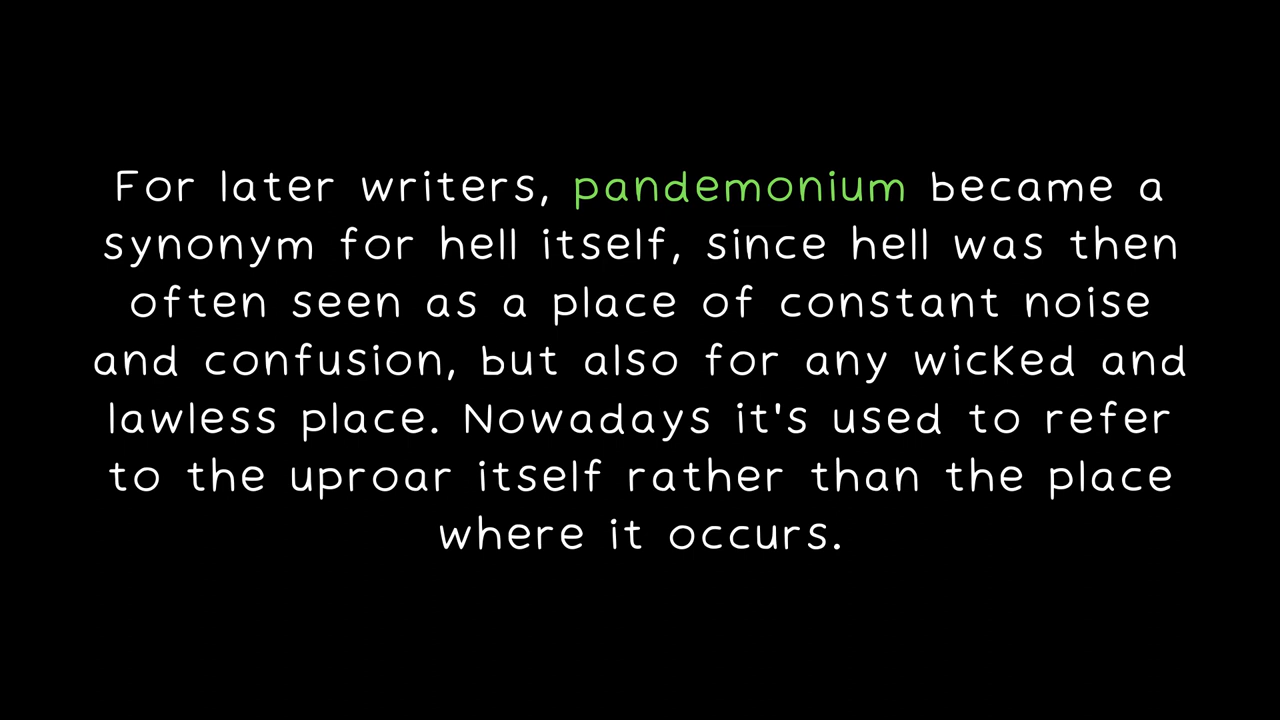 For later writers, pandemonium became a
synonym for hell itself, since hell was then
often seen as a place of constant noise
and confusion, but also for any wicked and
lawless place. Nowadays it's used to refer
to the uproar itself rather than the place
where it occurs.